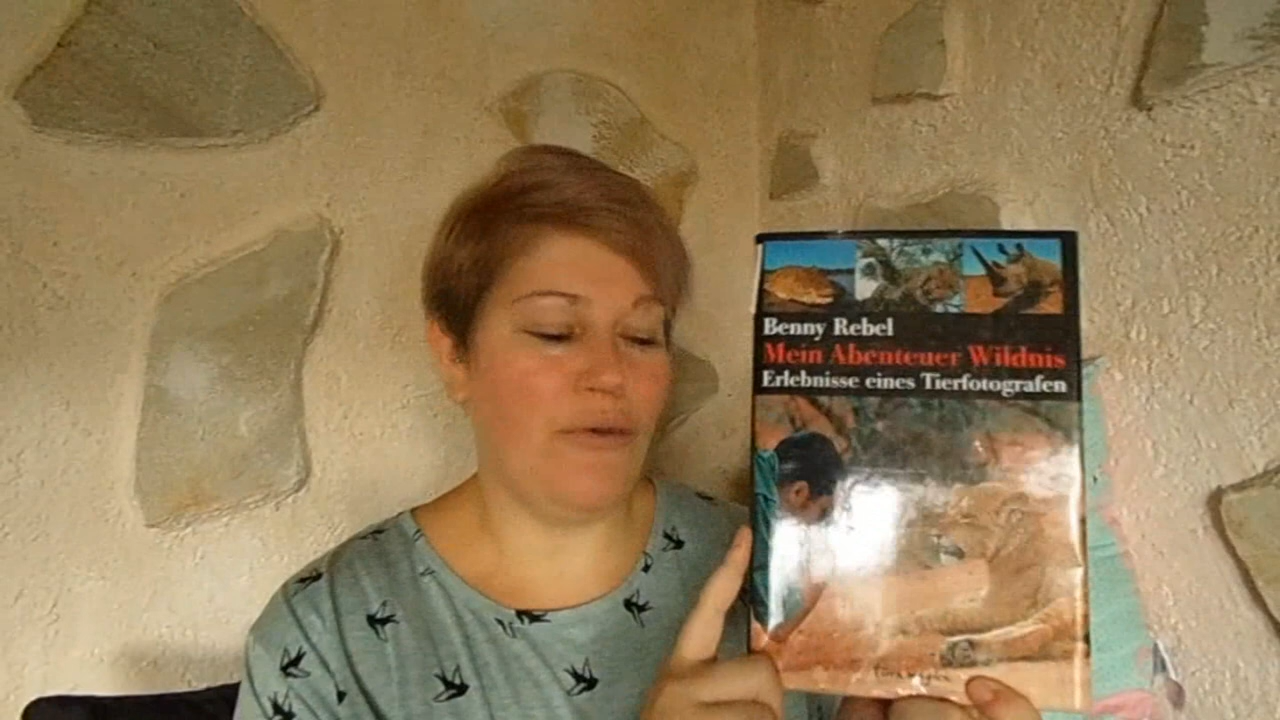 Benny Rebel
Mein Abenteuer Wildnis
Erlebnisse eines Tierfotografen